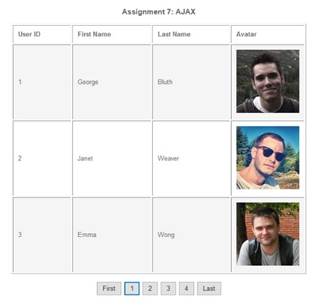 Assignment 7: AJAX
User ID First Name Last Name Avatar
1 George Bluth
2 Janet Weaver
3 Emma Wong
First 1 2 3 4 Last